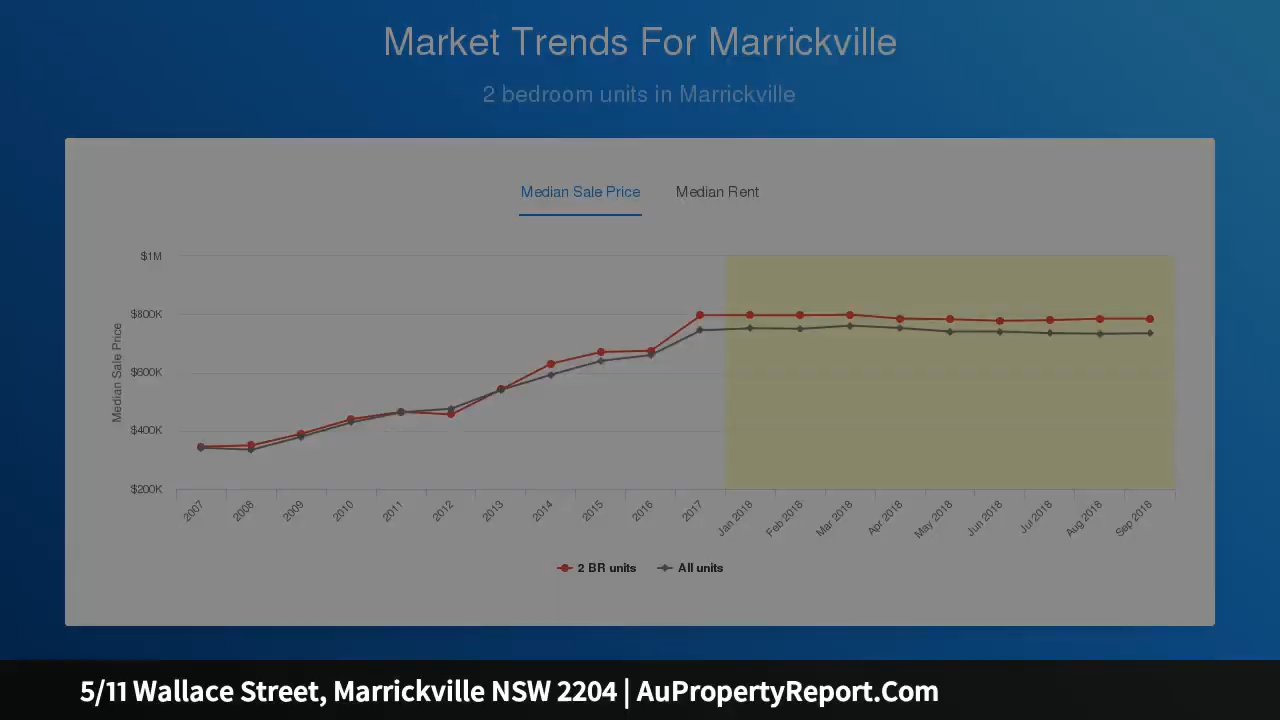 Market Trends For Marrickville
2 bedroom units in Marrickville
Median Sale Price
Median Rent
Median Sale Price
$1M
$800K
$600K
$400K
$200K
2007
2008
2009
2010
2011
2012
2013
2014
2015
2016
2017
Jan 2018
Feb 2018
Mar 2018
Apr 2018
May 2018
Jun 2018
Jul 2018
Aug 2018
Sep 2018
2 BR units
All units
5/11 Wallace Street, Marrickville NSW 2204 | AuPropertyReport.Com